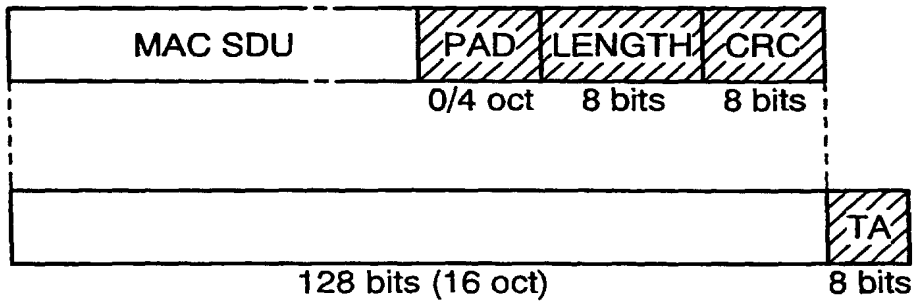 MAC SDU PAD LENGTH CRC
0/4 oct 8 bits 8 bits
TA
128 bits (16 oct) 8 bits